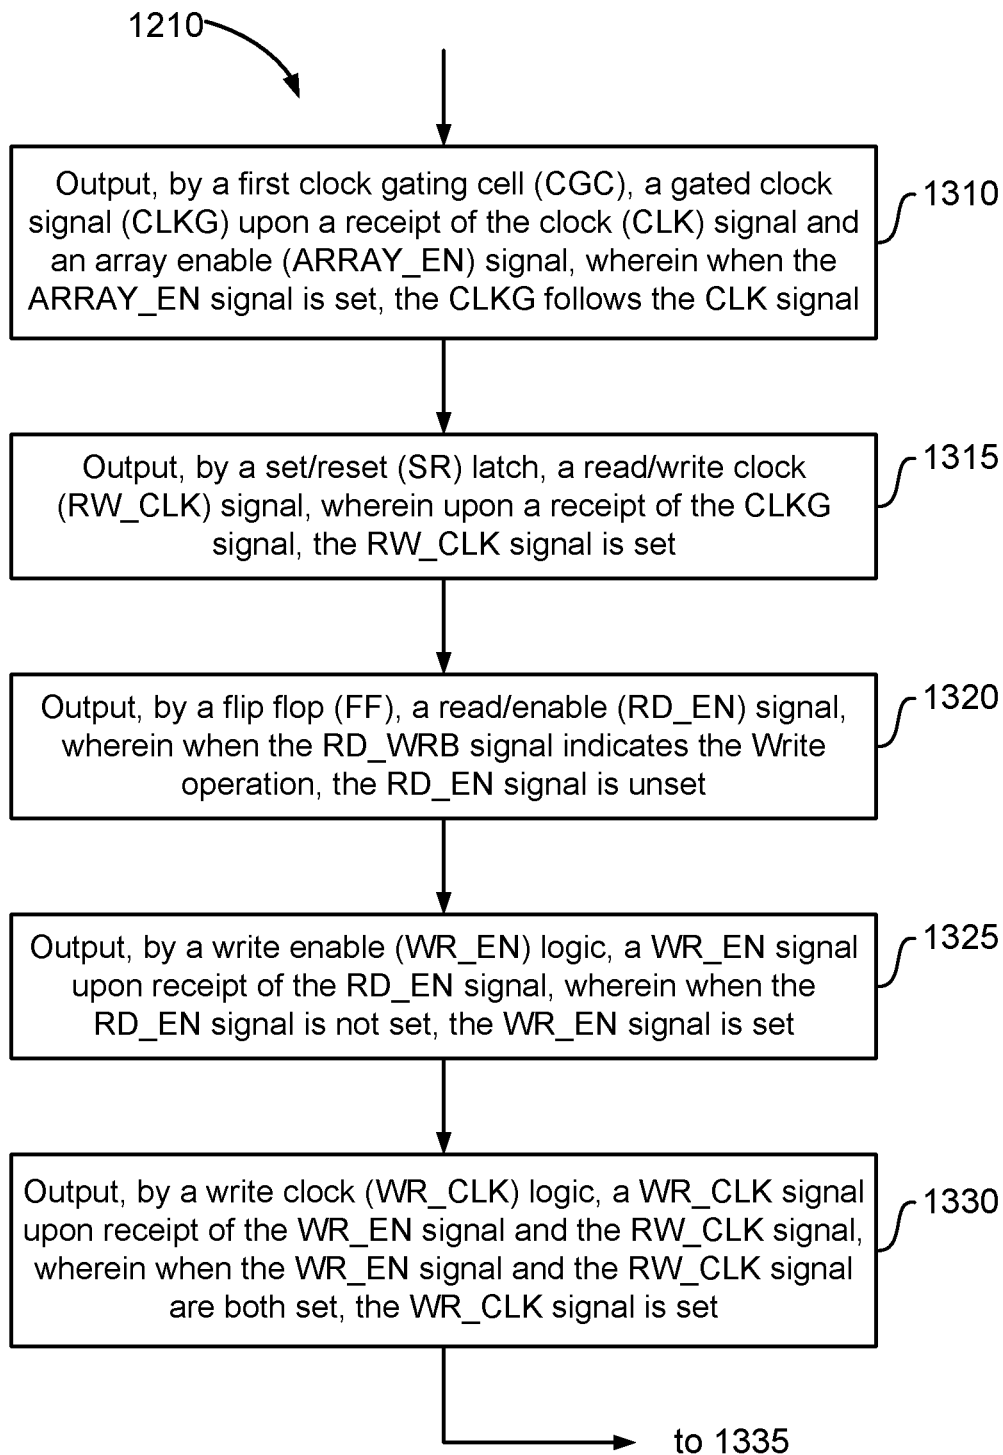 1210
Output, by a first clock gating cell (CGC), a gated clock
signal (CLKG) upon a receipt of the clock (CLK) signal and
an array enable (ARRAY_EN) signal, wherein when the
ARRAY_EN signal is set, the CLKG follows the CLK signal
1310
Output, by a set/reset (SR) latch, a read/write clock
(RW_CLK) signal, wherein upon a receipt of the CLKG
signal, the RW_CLK signal is set
1315
Output, by a flip flop (FF), a read/enable (RD_EN) signal,
wherein when the RD_WRB signal indicates the Write
operation, the RD_EN signal is unset
1320
Output, by a write enable (WR_EN) logic, a WR_EN signal
upon receipt of the RD_EN signal, wherein when the
RD_EN signal is not set, the WR_EN signal is set
1325
Output, by a write clock (WR_CLK) logic, a WR_CLK signal
upon receipt of the WR_EN signal and the RW_CLK signal,
wherein when the WR_EN signal and the RW_CLK signal
are both set, the WR_CLK signal is set
1330
to 1335